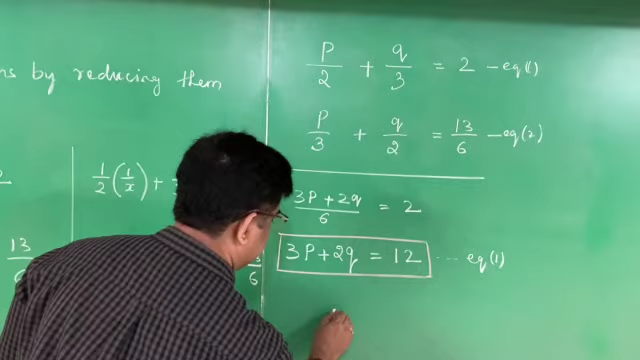 ns by reducing them
1/2 (1/x) +
13
6
p/2 + q/3 = 2 — eq(1)
p/3 + q/2 = 13/6 — eq(2)
3p + 2q / 6 = 2
3p + 2q = 12 ... eq(1)